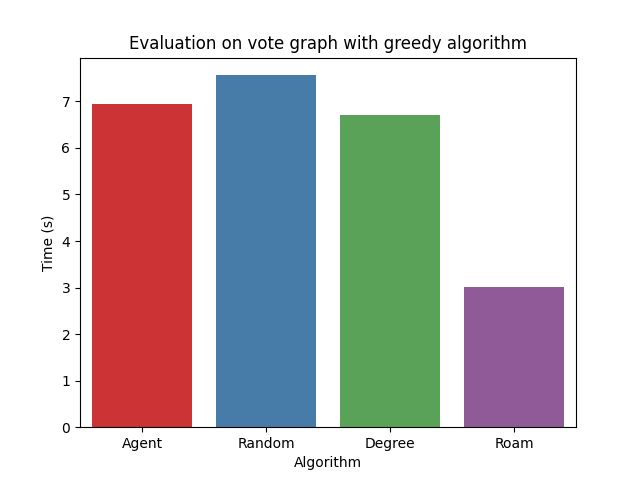 Evaluation on vote graph with greedy algorithm
7
6
5
4
3
2
1
0
Time (s)
Agent Random Degree Roam
Algorithm